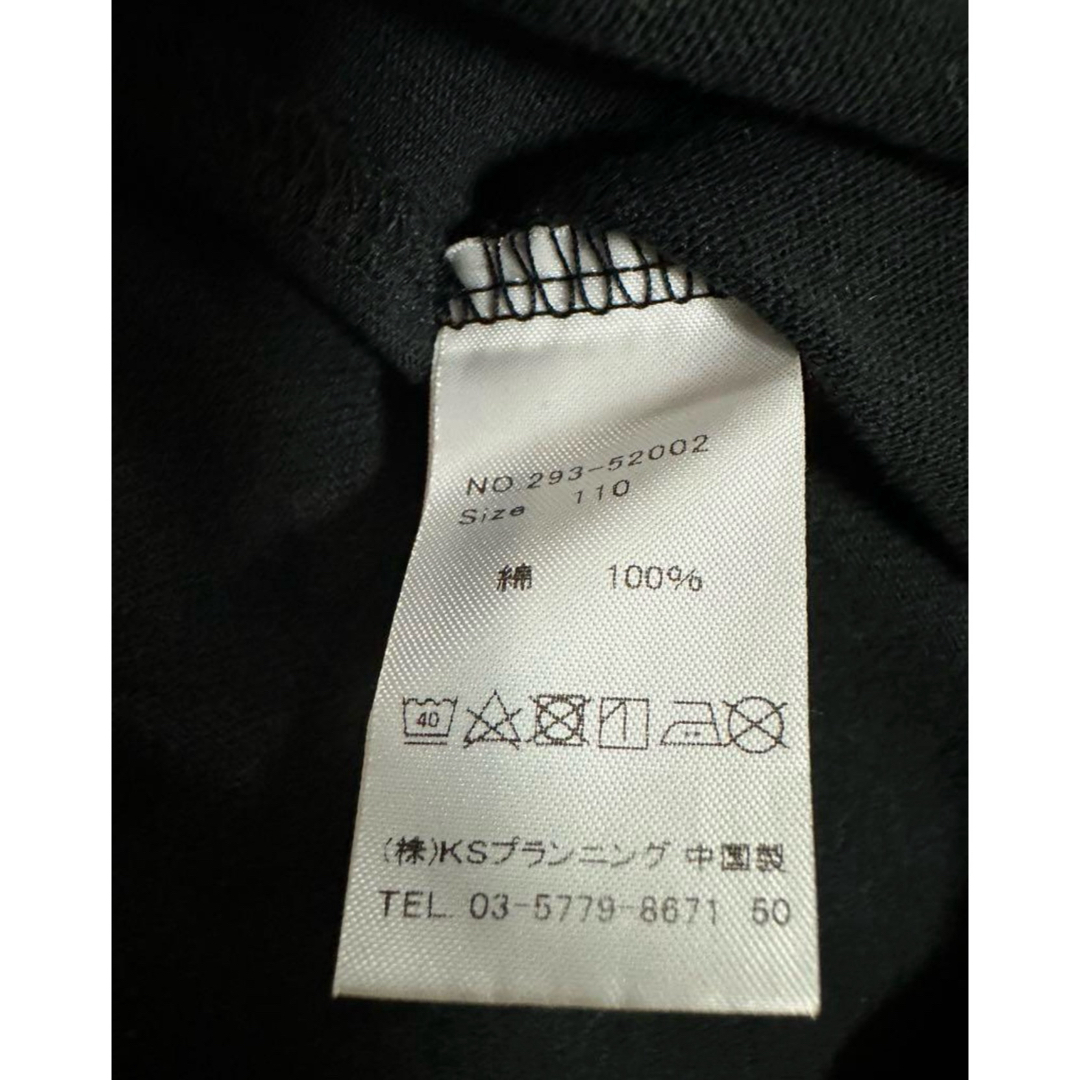 NO.293-52002
Size 110
綿 100%
40
(株)KSプランニング 中国製
TEL. 03-5779-8671 50